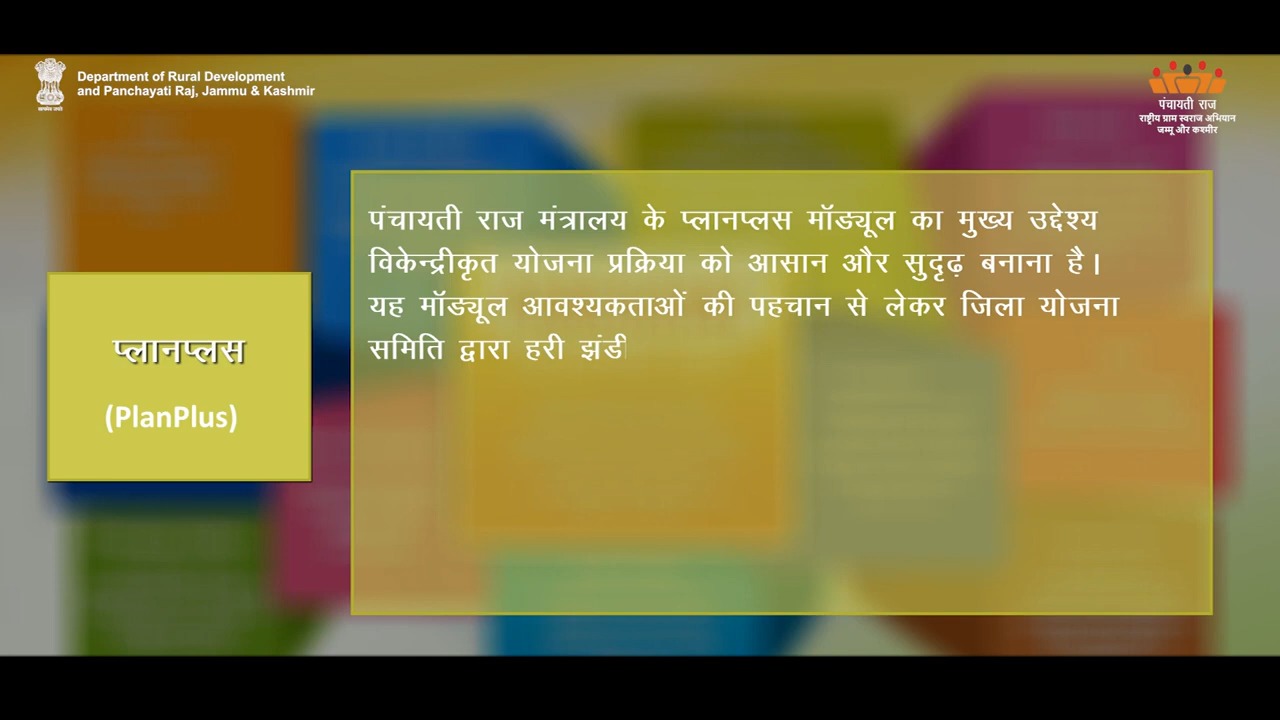 Department of Rural Development
and Panchayati Raj, Jammu & Kashmir
पंचायती राज
राष्ट्रीय ग्राम स्वराज अभियान
जम्मू और कश्मीर
प्लानप्लस
(PlanPlus)
पंचायती राज मंत्रालय के प्लानप्लस मॉड्यूल का मुख्य उद्देश्य
विकेन्द्रीकृत योजना प्रक्रिया को आसान और सुदृढ़ बनाना है।
यह मॉड्यूल आवश्यकताओं की पहचान से लेकर जिला योजना
समिति द्वारा हरी झंडी